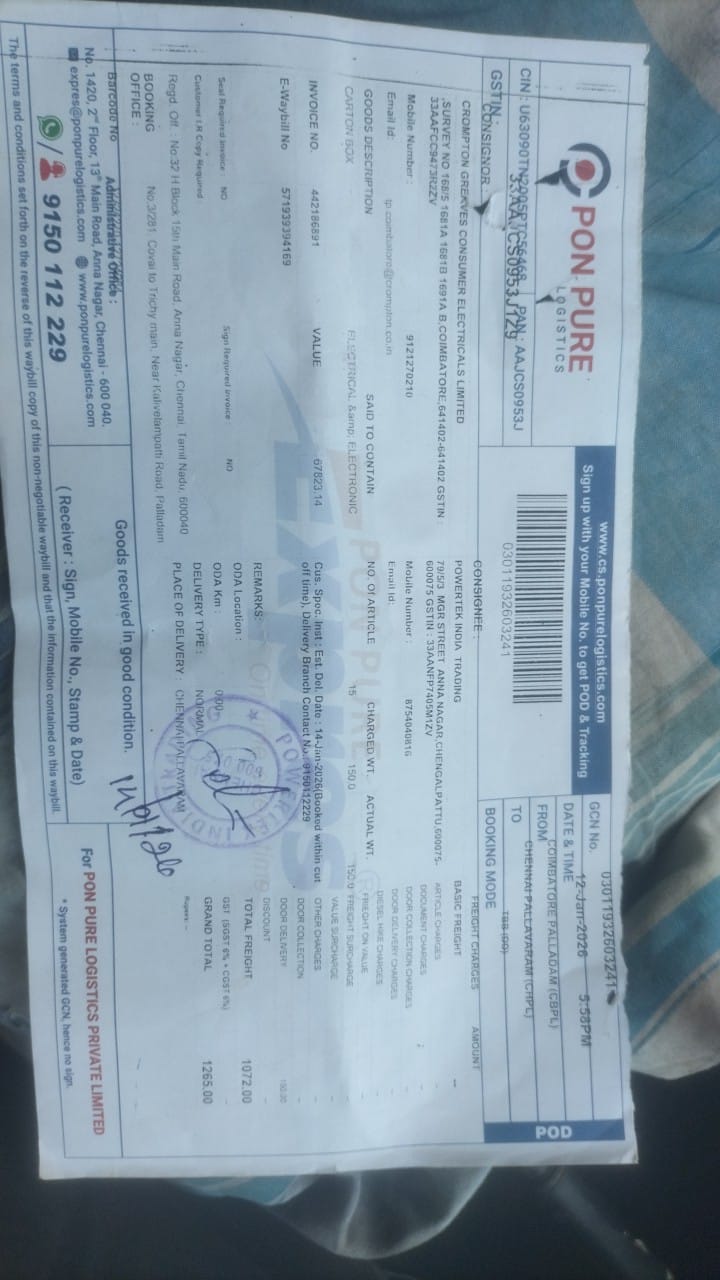 PON PURE
LOGISTICS
www.cs.ponpurelogistics.com
Sign up with your Mobile No. to get POD & Tracking
POD
CIN : U63090TN2005PTC56468 PAN : AAJCS0953J
GSTIN : 33AAJCS0953J1Z9
03011932603241
GCN No. 03011932603241
DATE & TIME 12-Jan-2026 5:58PM
FROM COIMBATORE PALLADAM (CBPL)
TO CHENNAI PALLAVARAM (CHPL)
BOOKING MODE
CONSIGNOR :
CROMPTON GREAVES CONSUMER ELECTRICALS LIMITED
,SURVEY NO 168/5 1681A 1681B 1691A B,COIMBATORE,641402-641402 GSTIN :
33AAFCC9473R2ZV
Mobile Number : 9121270210
Email Id: tp.coimbatore@crompton.co.in
CONSIGNEE :
POWERTEK INDIA TRADING
79/5/3 MGR STREET ANNA NAGAR,CHENGALPATTU,600075-
600075 GSTIN : 33AANFP7405M1ZV
Mobile Number : 8754040816
Email Id:
FREIGHT CHARGES AMOUNT
BASIC FREIGHT --
ARTICLE CHARGES
DOCUMENT CHARGES
DOOR COLLECTION CHARGES
DOOR DELIVERY CHARGES
DIESEL HIKE CHARGES
FREIGHT ON VALUE
FREIGHT SURCHARGE
VALUE SURCHARGE
OTHER CHARGES
DOOR COLLECTION
DOOR DELIVERY 150.00
DISCOUNT
TOTAL FREIGHT 1072.00
GST (SGST 6% + CGST 6%)
GRAND TOTAL 1265.00
Rupees --
GOODS DESCRIPTION SAID TO CONTAIN NO. Of ARTICLE CHARGED WT. ACTUAL WT.
CARTON BOX ELECTRICAL &amp; ELECTRONIC 15 150.0 150.0
INVOICE NO. 442186891 VALUE 67823.14
E-Waybill No 571939394169
Cus. Spec. Inst : Est. Del. Date : 14-Jan-2026(Booked within cut
off time), Delivery Branch Contact No. 9150112229
REMARKS:
Seal Required Invoice : NO Sign Required Invoice : NO
Customer LR Copy Required :
ODA Location :
ODA Km : 0.00
DELIVERY TYPE : NORMAL
PLACE OF DELIVERY : CHENNAI PALLAVARAM
Regd. Off. : No.32 H Block 15th Main Road, Anna Nagar, Chennai, Tamil Nadu, 600040
BOOKING OFFICE : No.3/281, Covai to Trichy main, Near Kalivelampatti Road, Palladam
Barcode No
Administrative Office :
No. 1420, 2nd Floor, 13th Main Road, Anna Nagar, Chennai - 600 040.
expres@ponpurelogistics.com www.ponpurelogistics.com
9150 112 229
Goods received in good condition.
14/01/26
( Receiver : Sign, Mobile No., Stamp & Date)
For PON PURE LOGISTICS PRIVATE LIMITED
* System generated GCN, hence no sign.
The terms and conditions set forth on the reverse of this waybill copy of this non-negotiable waybill and that the information contained on this waybill.